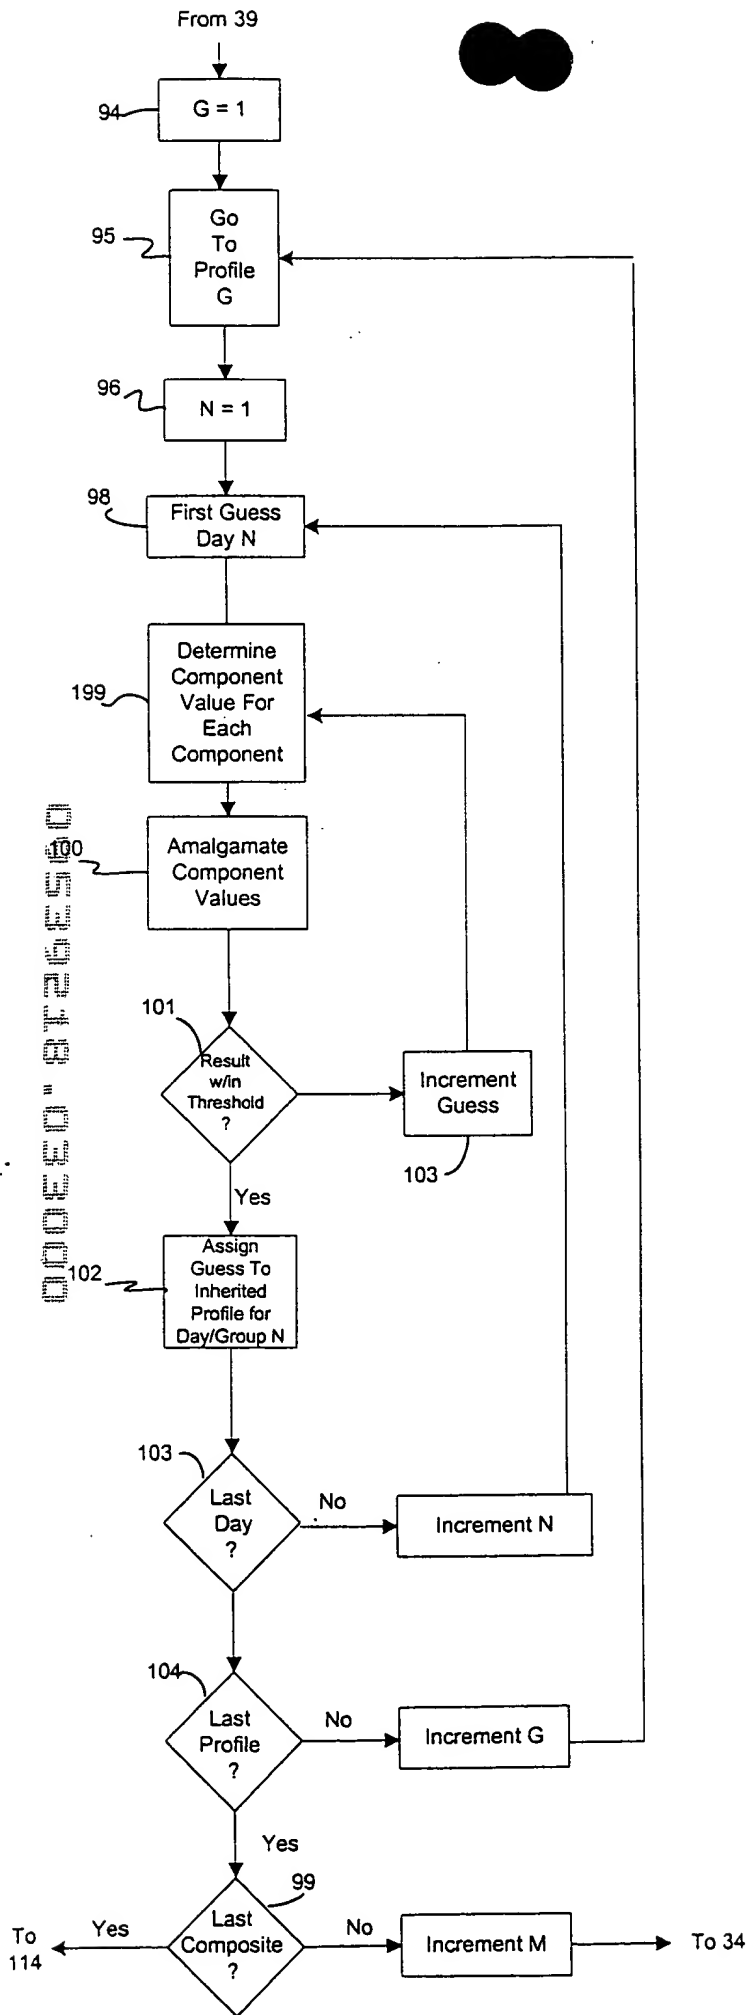 From 39
94
G = 1
95
Go
To
Profile
G
96
N = 1
98
First Guess
Day N
199
Determine
Component
Value For
Each
Component
100
Amalgamate
Component
Values
101
Result
w/in
Threshold
?
Increment
Guess
103
Yes
102
Assign
Guess To
Inherited
Profile for
Day/Group N
103
Last
Day
?
No
Increment N
104
Last
Profile
?
No
Increment G
Yes
99
Last
Composite
?
Yes
To
114
No
Increment M
To 34